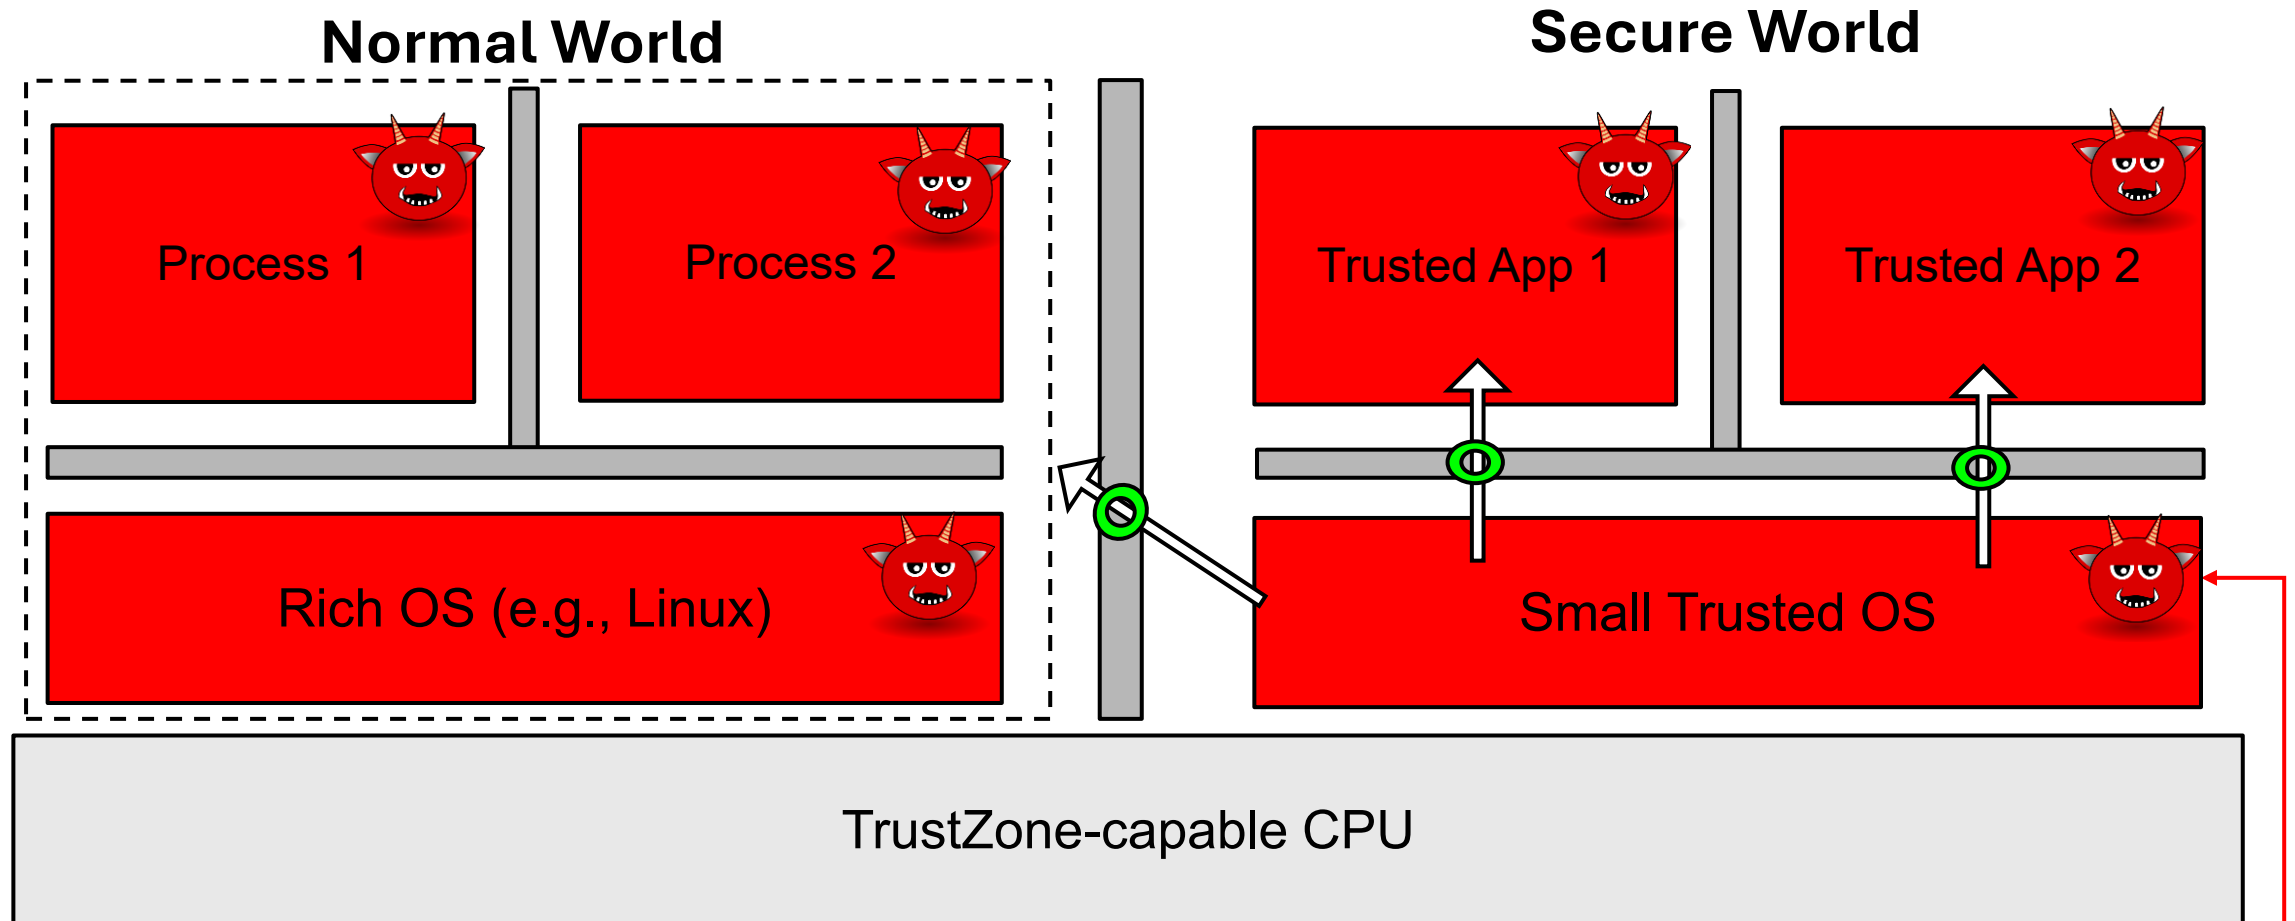 Normal World
Secure World
Process 1
Process 2
Trusted App 1
Trusted App 2
Rich OS (e.g., Linux)
Small Trusted OS
TrustZone-capable CPU